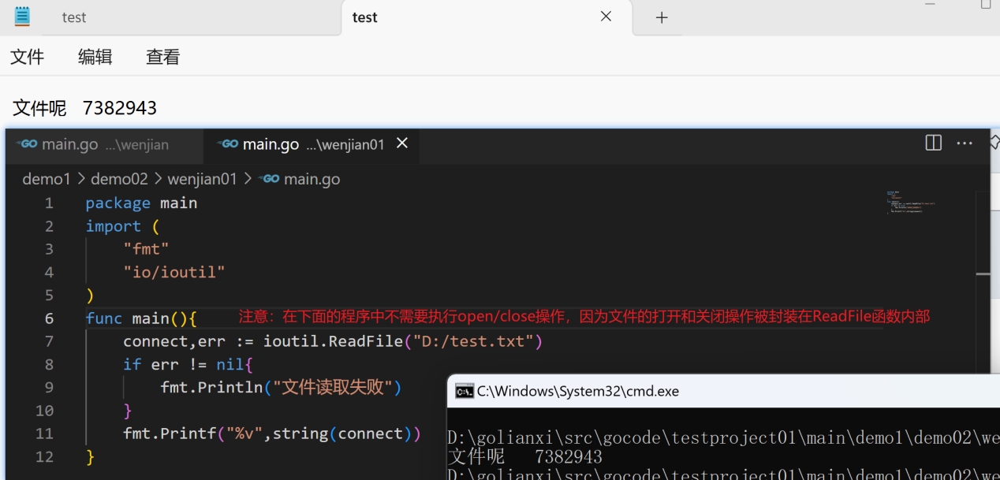 test
test
文件 编辑 查看
文件呢 7382943
GO main.go ...\wenjian GO main.go ...\wenjian01
demo1 > demo02 > wenjian01 > GO main.go
1 package main
2 import (
3 "fmt"
4 "io/ioutil"
5 )
6 func main(){ 注意：在下面的程序中不需要执行open/close操作，因为文件的打开和关闭操作被封装在ReadFile函数内部
7 connect,err := ioutil.ReadFile("D:/test.txt")
8 if err != nil{
9 fmt.Println("文件读取失败")
10 }
11 fmt.Printf("%v",string(connect))
12 }
C:\Windows\System32\cmd.exe
D:\golianxi\src\gocode\testproject01\main\demo1\demo02\we
文件呢 7382943
D:\golianxi\src\gocode\testproject01\main\demo1\demo02\we